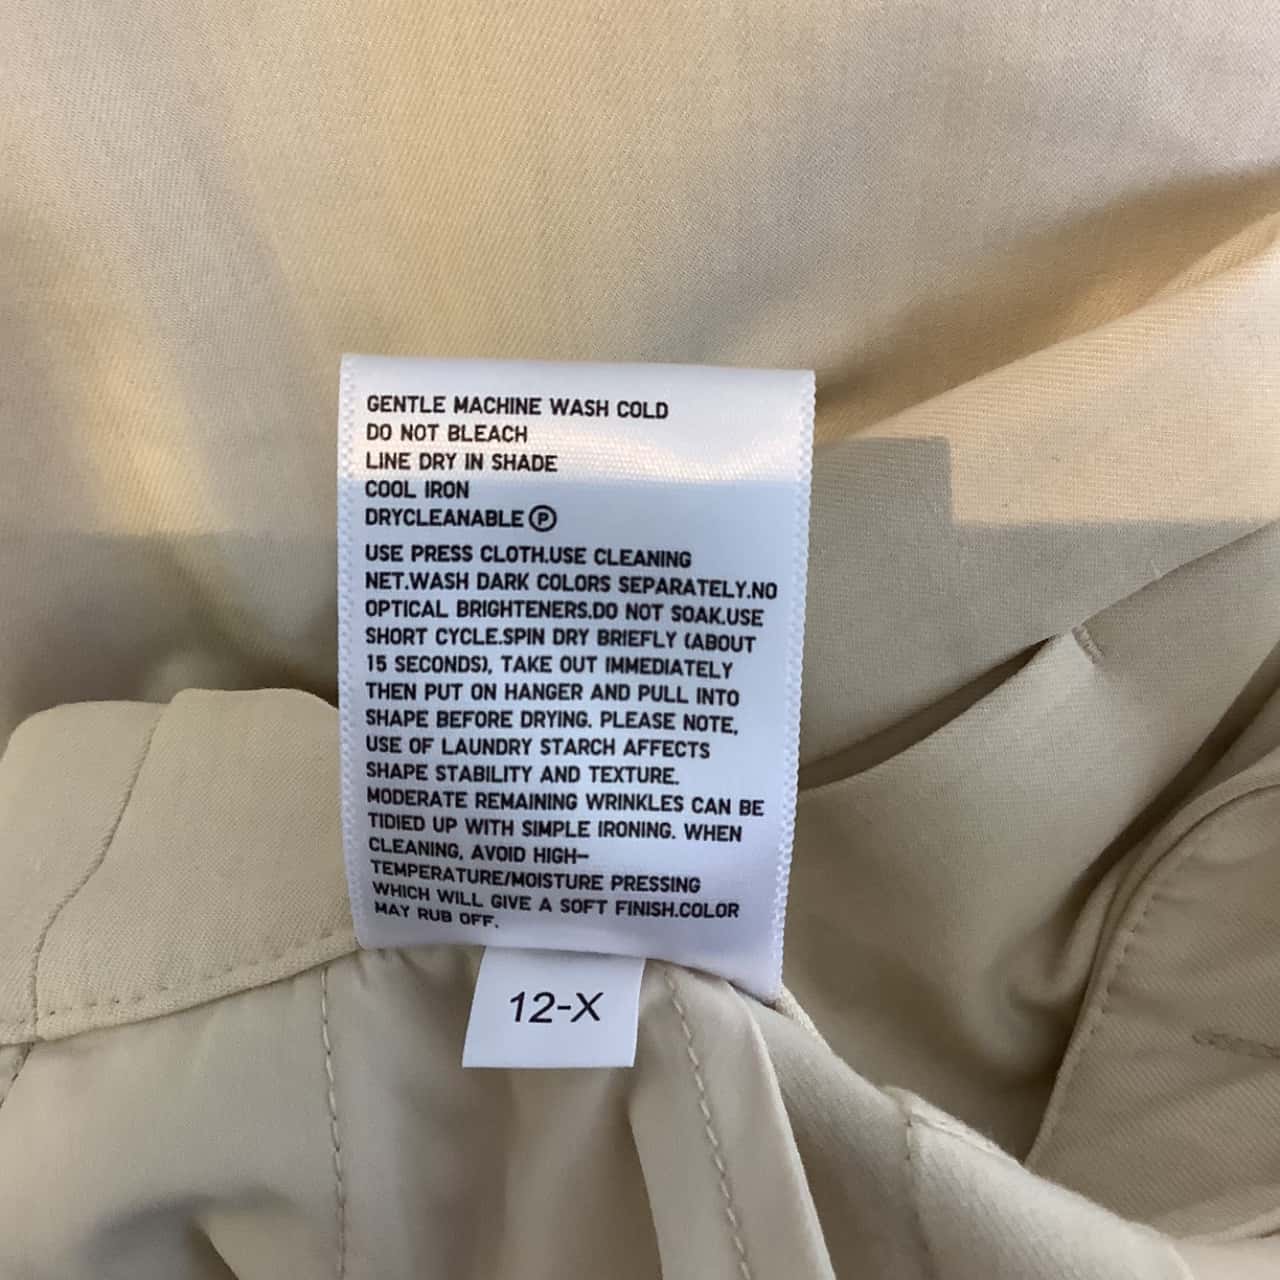 GENTLE MACHINE WASH COLD
DO NOT BLEACH
LINE DRY IN SHADE
COOL IRON
DRYCLEANABLE Ⓟ
USE PRESS CLOTH.USE CLEANING
NET.WASH DARK COLORS SEPARATELY.NO
OPTICAL BRIGHTENERS.DO NOT SOAK.USE
SHORT CYCLE.SPIN DRY BRIEFLY (ABOUT
15 SECONDS), TAKE OUT IMMEDIATELY
THEN PUT ON HANGER AND PULL INTO
SHAPE BEFORE DRYING. PLEASE NOTE,
USE OF LAUNDRY STARCH AFFECTS
SHAPE STABILITY AND TEXTURE.
MODERATE REMAINING WRINKLES CAN BE
TIDIED UP WITH SIMPLE IRONING. WHEN
CLEANING, AVOID HIGH-
TEMPERATURE/MOISTURE PRESSING
WHICH WILL GIVE A SOFT FINISH.COLOR
MAY RUB OFF.
12-X